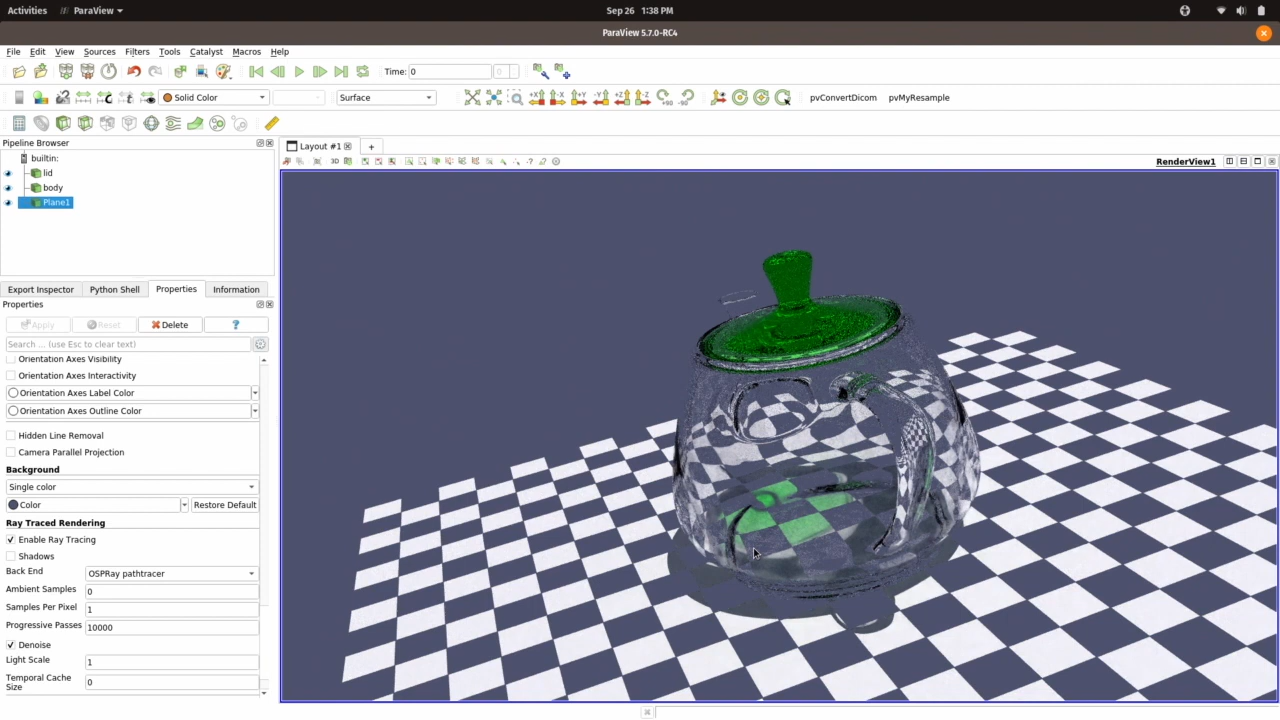 Activities ParaView Sep 26 1:38 PM
ParaView 5.7.0-RC4
File Edit View Sources Filters Tools Catalyst Macros Help
Time: 0 0
Solid Color Surface +90 -90 pvConvertDicom pvMyResample
Pipeline Browser
Layout #1 +
builtin:
3D RenderView1
lid
body
Plane1
Export Inspector Python Shell Properties Information
Properties
Apply Reset Delete ?
Search ... (use Esc to clear text)
Orientation Axes Visibility
Orientation Axes Interactivity
Orientation Axes Label Color
Orientation Axes Outline Color
Hidden Line Removal
Camera Parallel Projection
Background
Single color
Color Restore Default
Ray Traced Rendering
Enable Ray Tracing
Shadows
Back End OSPRay pathtracer
Ambient Samples 0
Samples Per Pixel 1
Progressive Passes 10000
Denoise
Light Scale 1
Temporal Cache Size 0